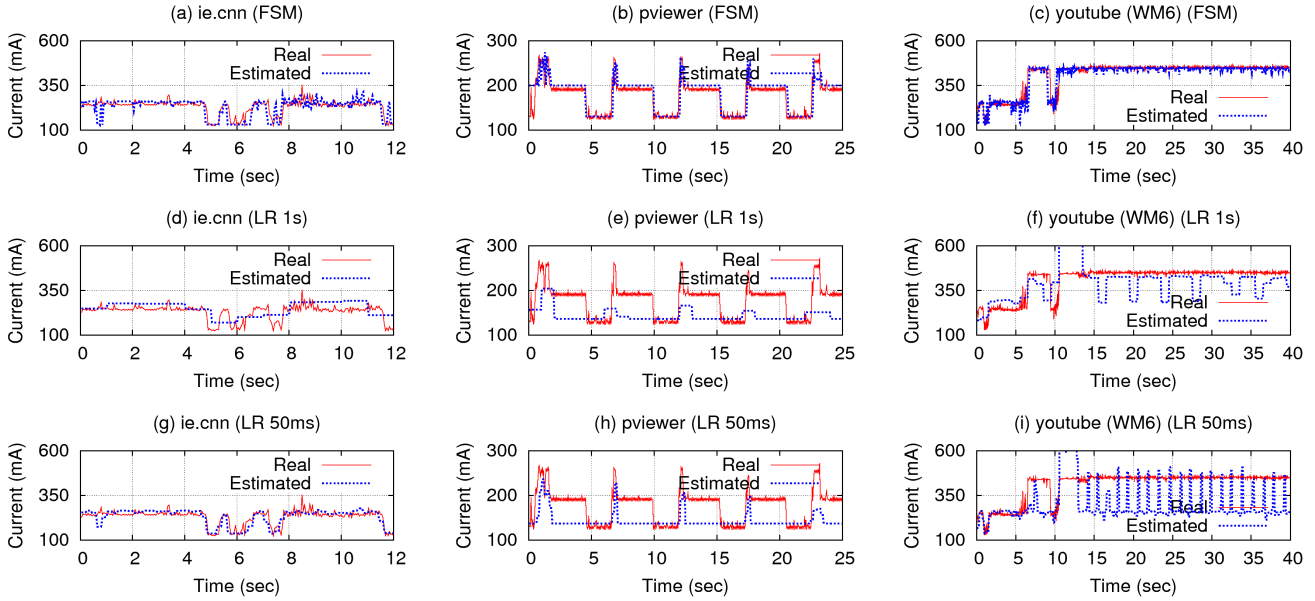 (a) ie.cnn (FSM)
Current (mA)
600
350
100
Real
Estimated
0 2 4 6 8 10 12
Time (sec)
(b) pviewer (FSM)
Current (mA)
300
200
100
Real
Estimated
0 5 10 15 20 25
Time (sec)
(c) youtube (WM6) (FSM)
Current (mA)
600
350
100
Real
Estimated
0 5 10 15 20 25 30 35 40
Time (sec)
(d) ie.cnn (LR 1s)
Current (mA)
600
350
100
Real
Estimated
0 2 4 6 8 10 12
Time (sec)
(e) pviewer (LR 1s)
Current (mA)
300
200
100
Real
Estimated
0 5 10 15 20 25
Time (sec)
(f) youtube (WM6) (LR 1s)
Current (mA)
600
350
100
Real
Estimated
0 5 10 15 20 25 30 35 40
Time (sec)
(g) ie.cnn (LR 50ms)
Current (mA)
600
350
100
Real
Estimated
0 2 4 6 8 10 12
Time (sec)
(h) pviewer (LR 50ms)
Current (mA)
300
200
100
Real
Estimated
0 5 10 15 20 25
Time (sec)
(i) youtube (WM6) (LR 50ms)
Current (mA)
600
350
100
Real
Estimated
0 5 10 15 20 25 30 35 40
Time (sec)